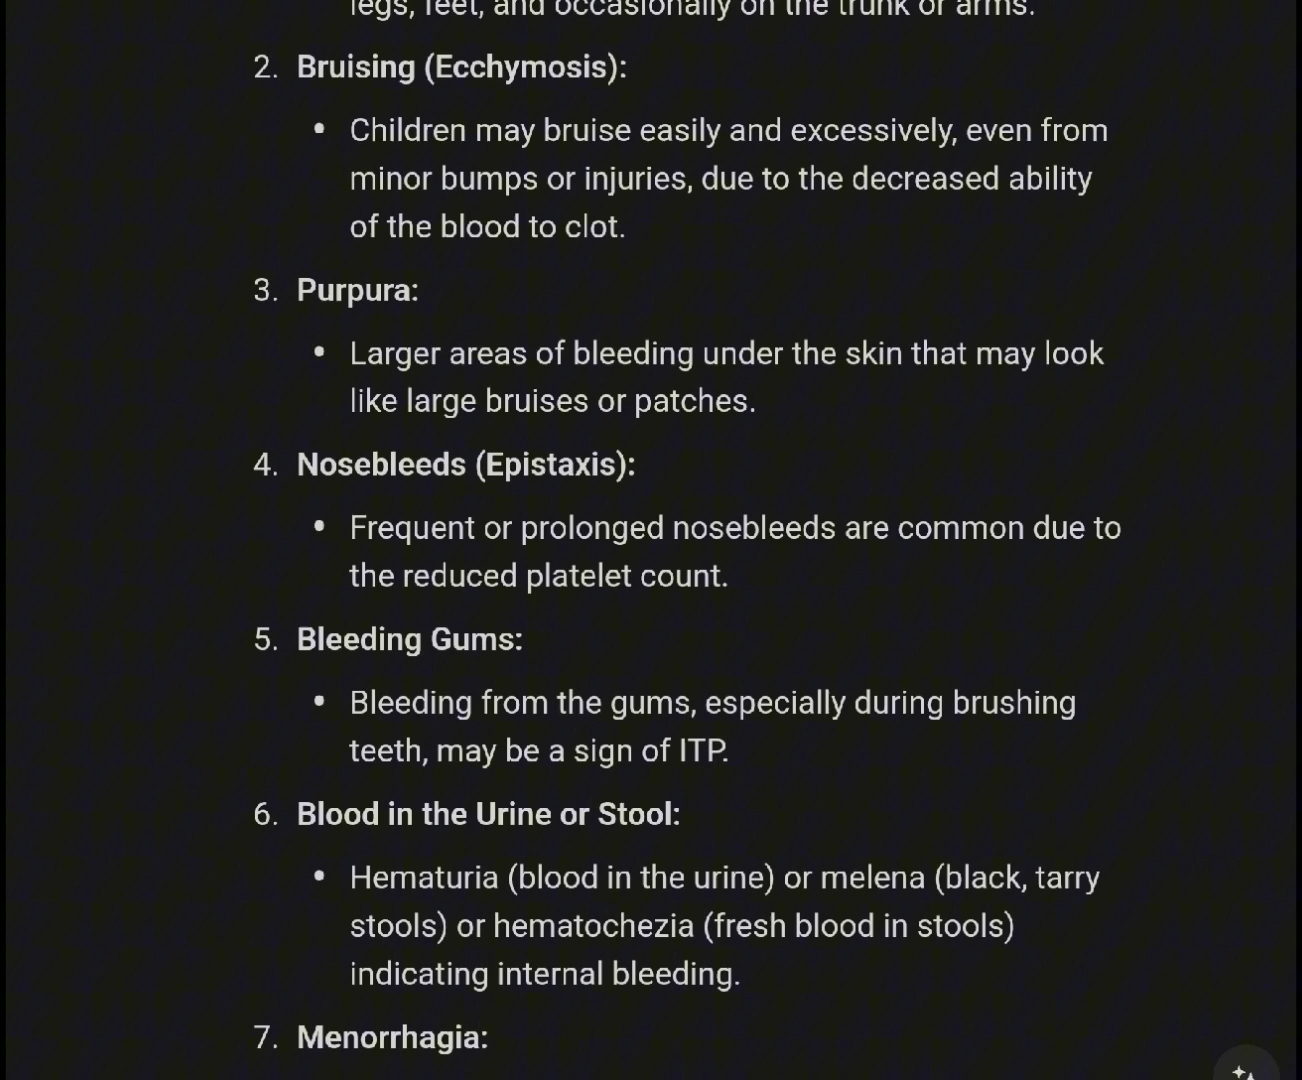 legs, feet, and occasionally on the trunk or arms.
2. Bruising (Ecchymosis):
• Children may bruise easily and excessively, even from
minor bumps or injuries, due to the decreased ability
of the blood to clot.
3. Purpura:
• Larger areas of bleeding under the skin that may look
like large bruises or patches.
4. Nosebleeds (Epistaxis):
• Frequent or prolonged nosebleeds are common due to
the reduced platelet count.
5. Bleeding Gums:
• Bleeding from the gums, especially during brushing
teeth, may be a sign of ITP.
6. Blood in the Urine or Stool:
• Hematuria (blood in the urine) or melena (black, tarry
stools) or hematochezia (fresh blood in stools)
indicating internal bleeding.
7. Menorrhagia: